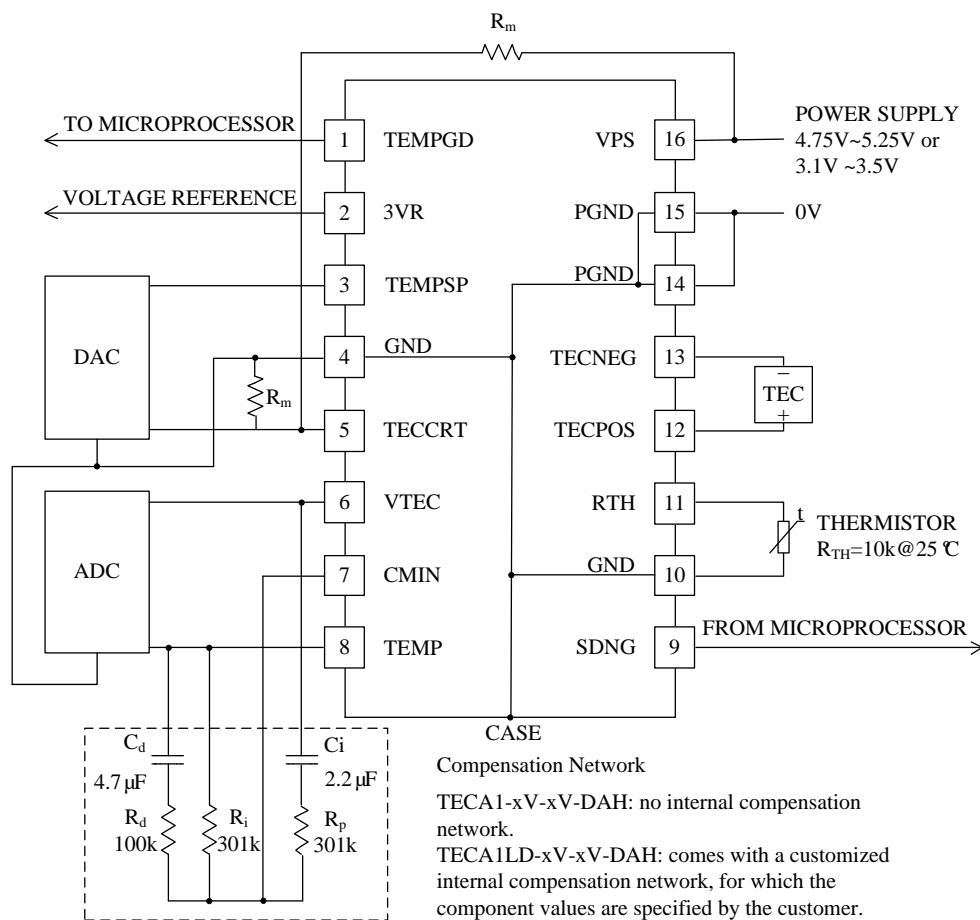 Rm
TO MICROPROCESSOR
1
TEMPGD
VPS
16
POWER SUPPLY
4.75V~5.25V or
3.1V ~3.5V
VOLTAGE REFERENCE
2
3VR
PGND
15
0V
3
TEMPSP
PGND
14
DAC
4
GND
TECNEG
13
−
TEC
+
Rm
5
TECCRT
TECPOS
12
6
VTEC
RTH
11
t
THERMISTOR
RTH=10k@25 ℃
ADC
7
CMIN
GND
10
8
TEMP
SDNG
9
FROM MICROPROCESSOR
CASE
Cd
4.7µF
Ci
2.2µF
Rd
100k
Ri
301k
Rp
301k
Compensation Network
TECA1-xV-xV-DAH: no internal compensation
network.
TECA1LD-xV-xV-DAH: comes with a customized
internal compensation network, for which the
component values are specified by the customer.